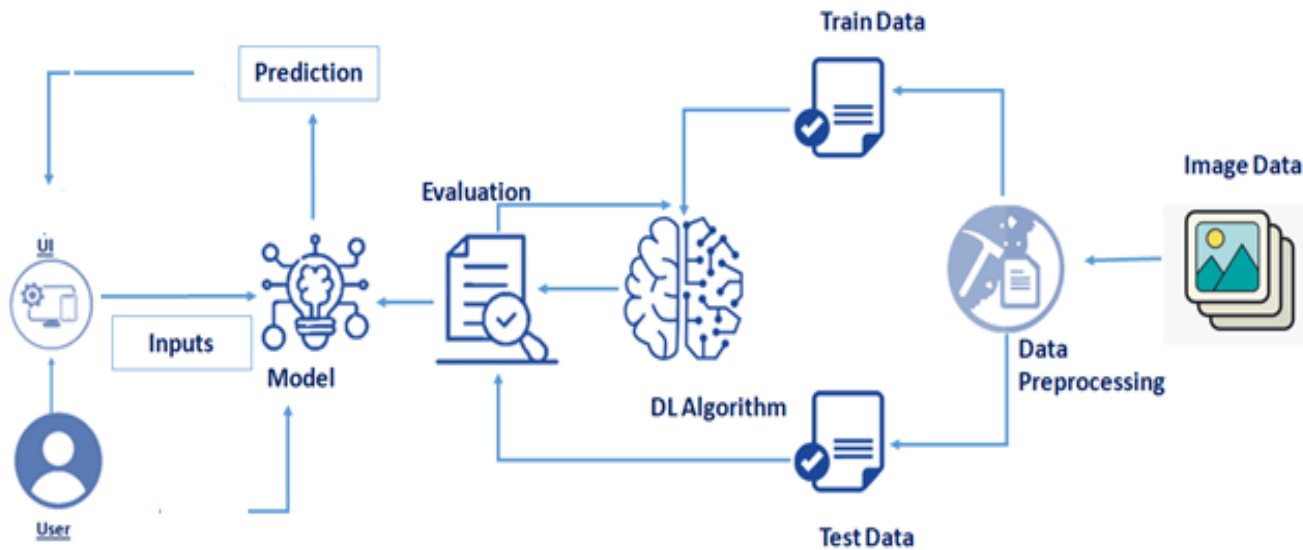 Train Data
Prediction
Image Data
Evaluation
UI
Inputs
Model
Data
Preprocessing
DL Algorithm
User
Test Data